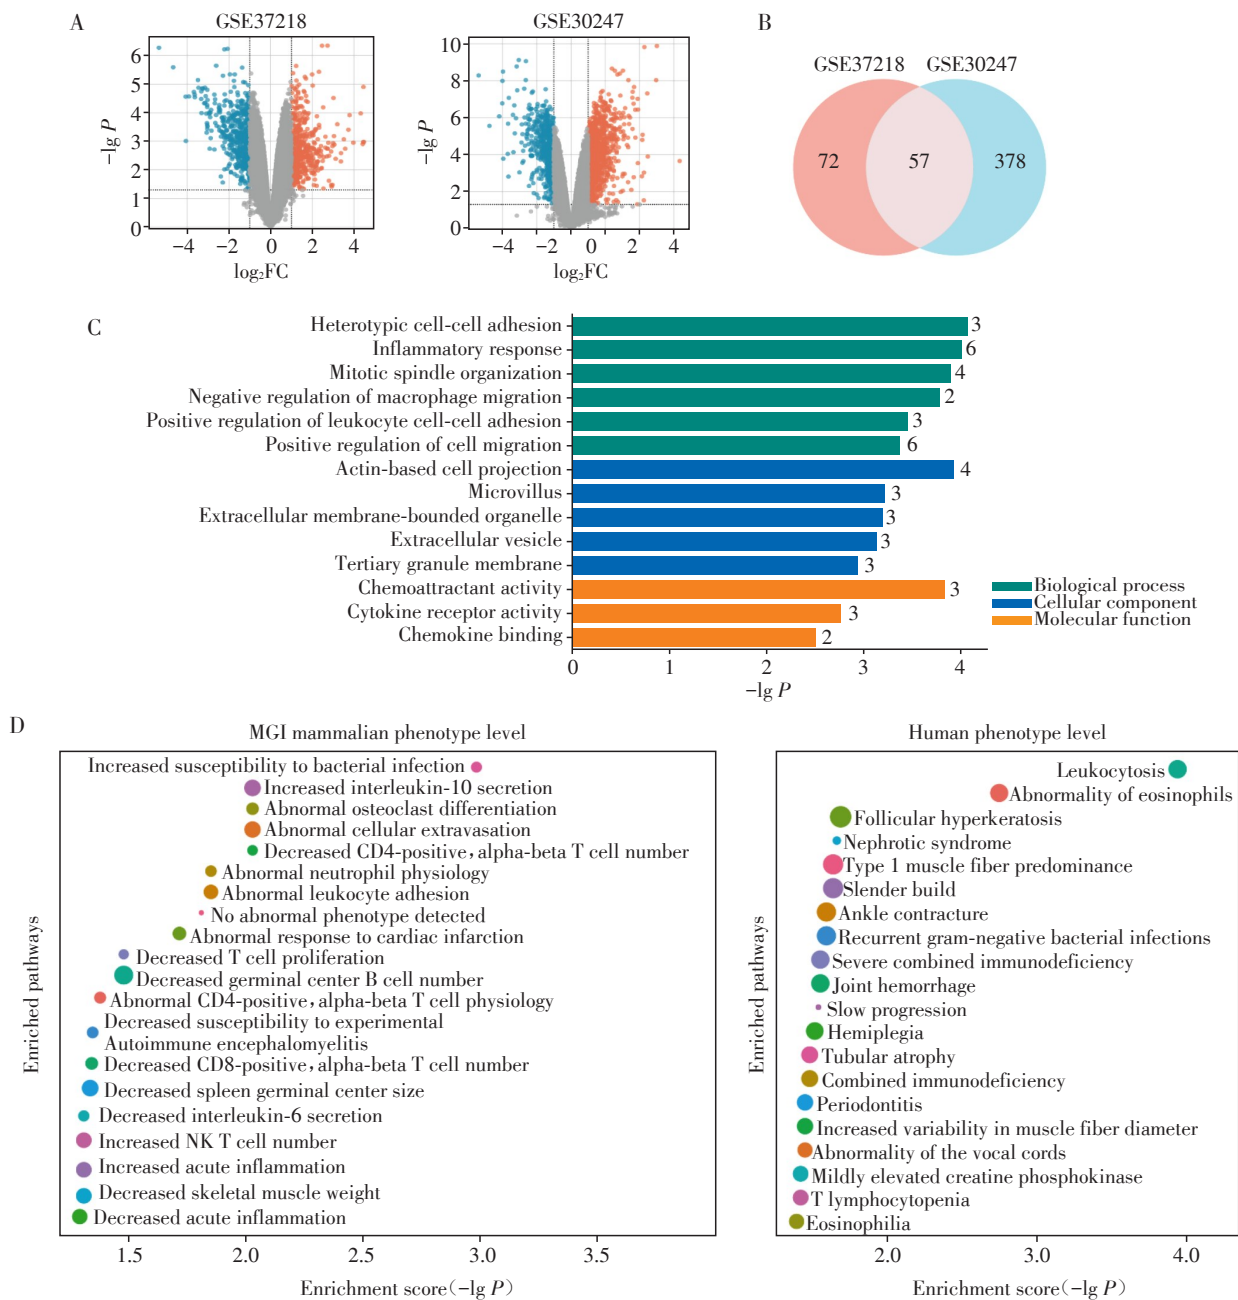 A
GSE37218
GSE30247
B
−lg P
6
5
4
3
2
1
0
−4
−2
0
2
4
log2FC
−lg P
10
8
6
4
2
0
−4
−2
0
2
4
log2FC
GSE37218
GSE30247
72
57
378
C
Heterotypic cell-cell adhesion
3
Inflammatory response
6
Mitotic spindle organization
4
Negative regulation of macrophage migration
2
Positive regulation of leukocyte cell-cell adhesion
3
Positive regulation of cell migration
6
Actin-based cell projection
4
Microvillus
3
Extracellular membrane-bounded organelle
3
Extracellular vesicle
3
Tertiary granule membrane
3
Chemoattractant activity
3
Cytokine receptor activity
3
Chemokine binding
2
Biological process
Cellular component
Molecular function
0
1
2
3
4
−lg P
D
MGI mammalian phenotype level
Enriched pathways
Increased susceptibility to bacterial infection
Increased interleukin-10 secretion
Abnormal osteoclast differentiation
Abnormal cellular extravasation
Decreased CD4-positive, alpha-beta T cell number
Abnormal neutrophil physiology
Abnormal leukocyte adhesion
No abnormal phenotype detected
Abnormal response to cardiac infarction
Decreased T cell proliferation
Decreased germinal center B cell number
Abnormal CD4-positive, alpha-beta T cell physiology
Decreased susceptibility to experimental
Autoimmune encephalomyelitis
Decreased CD8-positive, alpha-beta T cell number
Decreased spleen germinal center size
Decreased interleukin-6 secretion
Increased NK T cell number
Increased acute inflammation
Decreased skeletal muscle weight
Decreased acute inflammation
1.5
2.0
2.5
3.0
3.5
Enrichment score(−lg P)
Human phenotype level
Enriched pathways
Leukocytosis
Abnormality of eosinophils
Follicular hyperkeratosis
Nephrotic syndrome
Type 1 muscle fiber predominance
Slender build
Ankle contracture
Recurrent gram-negative bacterial infections
Severe combined immunodeficiency
Joint hemorrhage
Slow progression
Hemiplegia
Tubular atrophy
Combined immunodeficiency
Periodontitis
Increased variability in muscle fiber diameter
Abnormality of the vocal cords
Mildly elevated creatine phosphokinase
T lymphocytopenia
Eosinophilia
2.0
3.0
4.0
Enrichment score(−lg P)